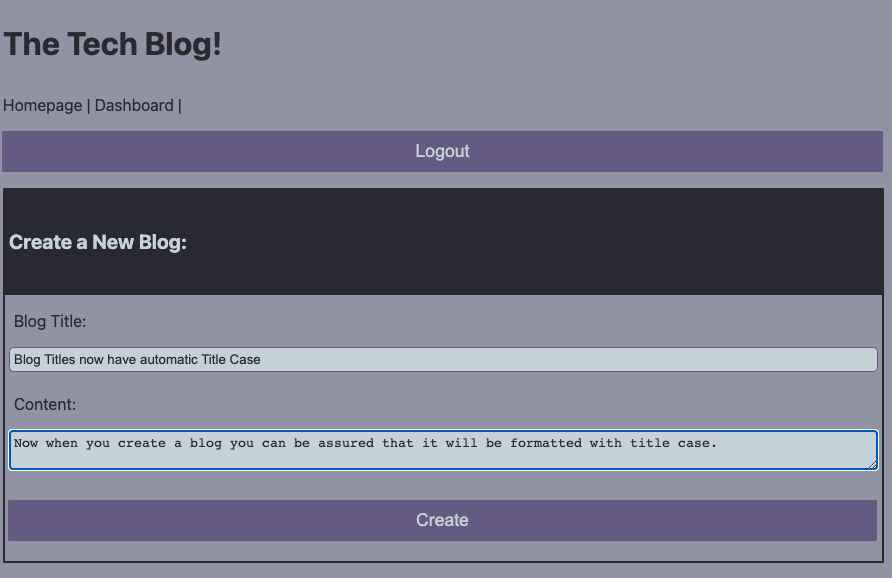 The Tech Blog!
Homepage | Dashboard |
Logout
Create a New Blog:
Blog Title:
Blog Titles now have automatic Title Case
Content:
Now when you create a blog you can be assured that it will be formatted with title case.
Create